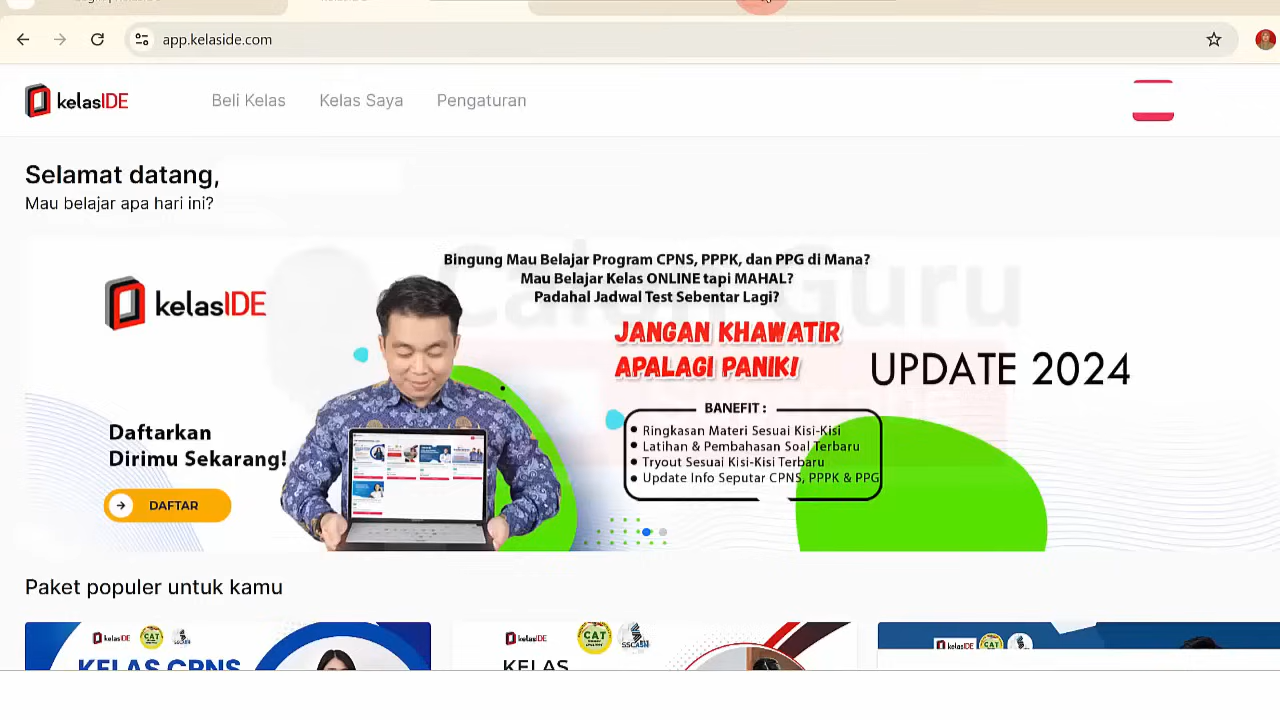 app.kelaside.com
kelasIDE
Beli Kelas
Kelas Saya
Pengaturan
Selamat datang,
Mau belajar apa hari ini?
Calon Guru
kelasIDE
Bingung Mau Belajar Program CPNS, PPPK, dan PPG di Mana?
Mau Belajar Kelas ONLINE tapi MAHAL?
Padahal Jadwal Test Sebentar Lagi?
JANGAN KHAWATIR
APALAGI PANIK!
UPDATE 2024
BANEFIT :
Ringkasan Materi Sesuai Kisi-Kisi
Latihan & Pembahasan Soal Terbaru
Tryout Sesuai Kisi-Kisi Terbaru
Update Info Seputar CPNS, PPPK & PPG
Daftarkan
Dirimu Sekarang!
DAFTAR
Paket populer untuk kamu
kelasIDE CAT
KELAS CPNS
kelasIDE CAT SSCASN
KELAS
kelasIDE CAT